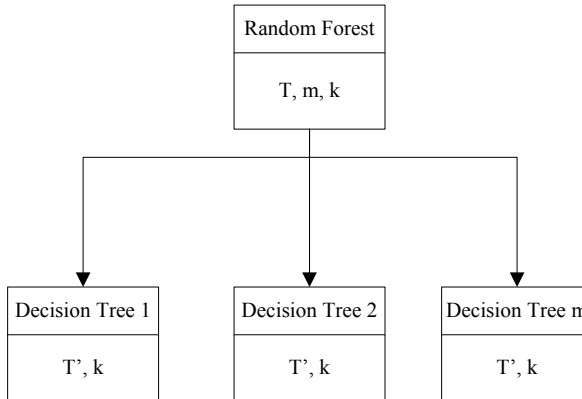 Random Forest
T, m, k
Decision Tree 1
Decision Tree 2
Decision Tree m
T’, k
T’, k
T’, k